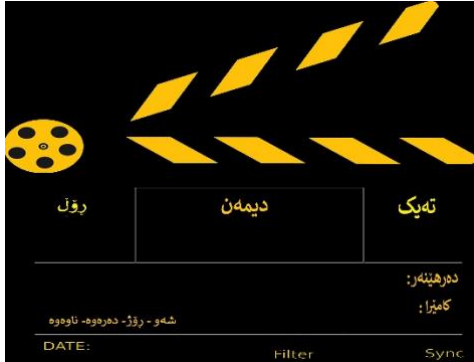 تەیک دیمەن ڕۆڵ
دەرهێنەر:
کامێرا:
شەو - ڕۆژ - دەرەوە - ناوەوە
DATE: Filter Sync